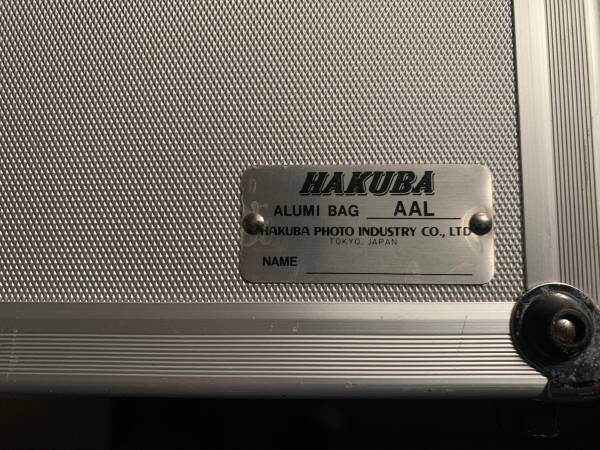 HAKUBA
ALUMI BAG AAL
HAKUBA PHOTO INDUSTRY CO., LTD
TOKYO, JAPAN
NAME